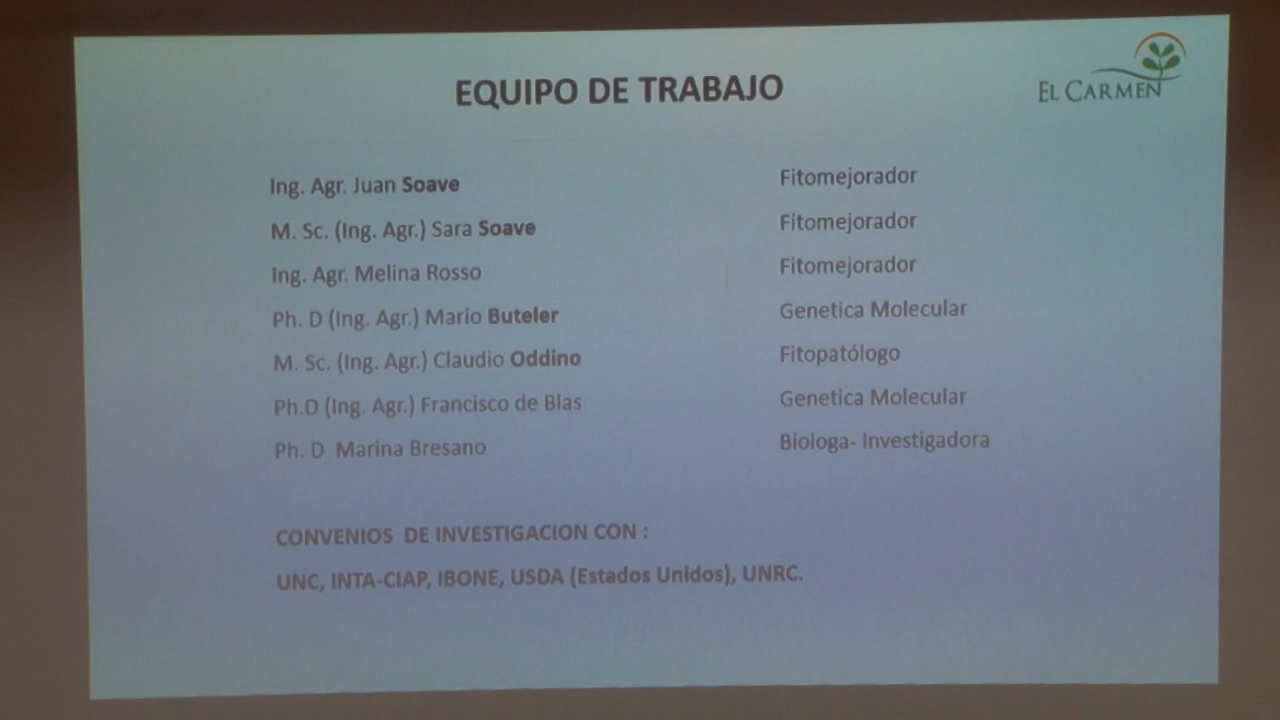 EQUIPO DE TRABAJO
EL CARMEN
Ing. Agr. Juan Soave Fitomejorador
M. Sc. (Ing. Agr.) Sara Soave Fitomejorador
Ing. Agr. Melina Rosso Fitomejorador
Ph. D (Ing. Agr.) Mario Buteler Genetica Molecular
M. Sc. (Ing. Agr.) Claudio Oddino Fitopatólogo
Ph.D (Ing. Agr.) Francisco de Blas Genetica Molecular
Ph. D Marina Bresano Biologa- Investigadora
CONVENIOS DE INVESTIGACION CON :
UNC, INTA-CIAP, IBONE, USDA (Estados Unidos), UNRC.